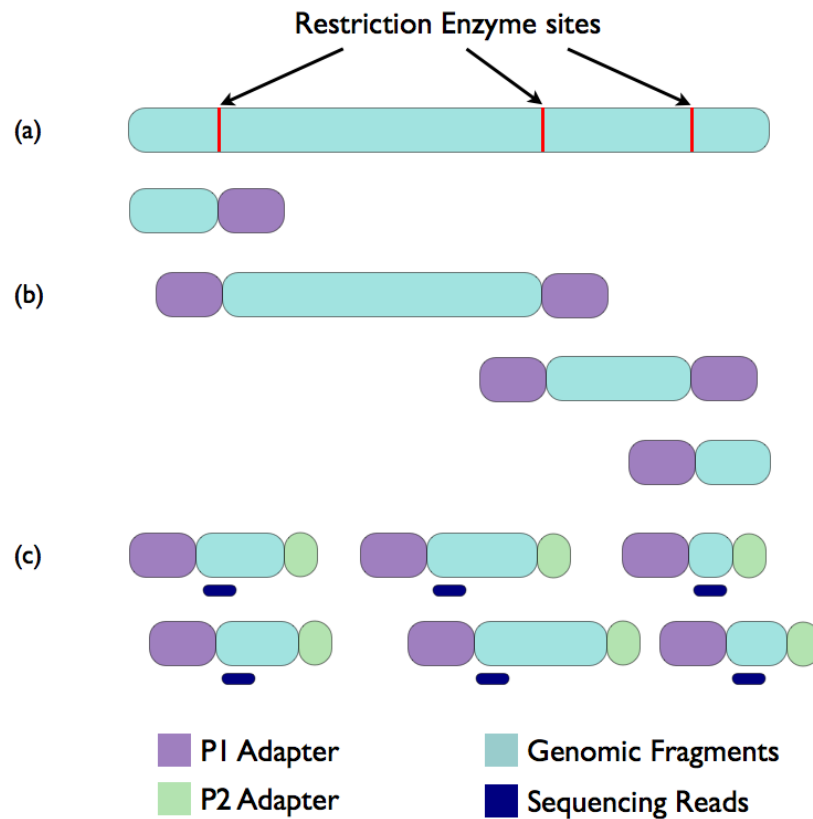 Restriction Enzyme sites
(a)
(b)
(c)
P1 Adapter
Genomic Fragments
P2 Adapter
Sequencing Reads